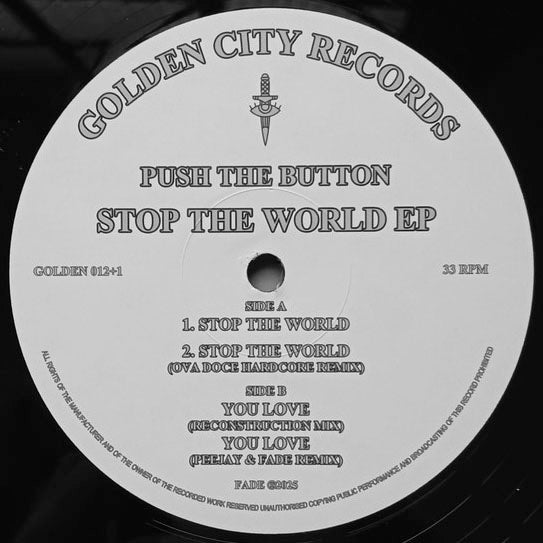 GOLDEN CITY RECORDS
PUSH THE BUTTON
STOP THE WORLD EP
GOLDEN 012+1
33 RPM
SIDE A
1. STOP THE WORLD
2. STOP THE WORLD
(OVA DOCE HARDCORE REMIX)
SIDE B
YOU LOVE
(RECONSTRUCTION MIX)
YOU LOVE
(PEEJAY & FADE REMIX)
FADE ©2025
ALL RIGHTS OF THE MANUFACTURER AND OF THE OWNER OF THE RECORDED WORK RESERVED UNAUTHORISED COPYING PUBLIC PERFORMANCE AND BROADCASTING OF THIS RECORD PROHIBITED